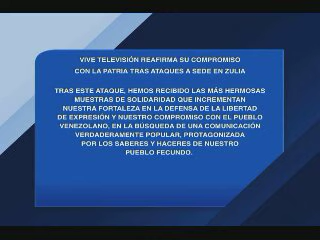 VIVE TELEVISIÓN REAFIRMA SU COMPROMISO
CON LA PATRIA TRAS ATAQUES A SEDE EN ZULIA
TRAS ESTE ATAQUE, HEMOS RECIBIDO LAS MÁS HERMOSAS
MUESTRAS DE SOLIDARIDAD QUE INCREMENTAN
NUESTRA FORTALEZA EN LA DEFENSA DE LA LIBERTAD
DE EXPRESIÓN Y NUESTRO COMPROMISO CON EL PUEBLO
VENEZOLANO, EN LA BÚSQUEDA DE UNA COMUNICACIÓN
VERDADERAMENTE POPULAR, PROTAGONIZADA
POR LOS SABERES Y HACERES DE NUESTRO
PUEBLO FECUNDO.